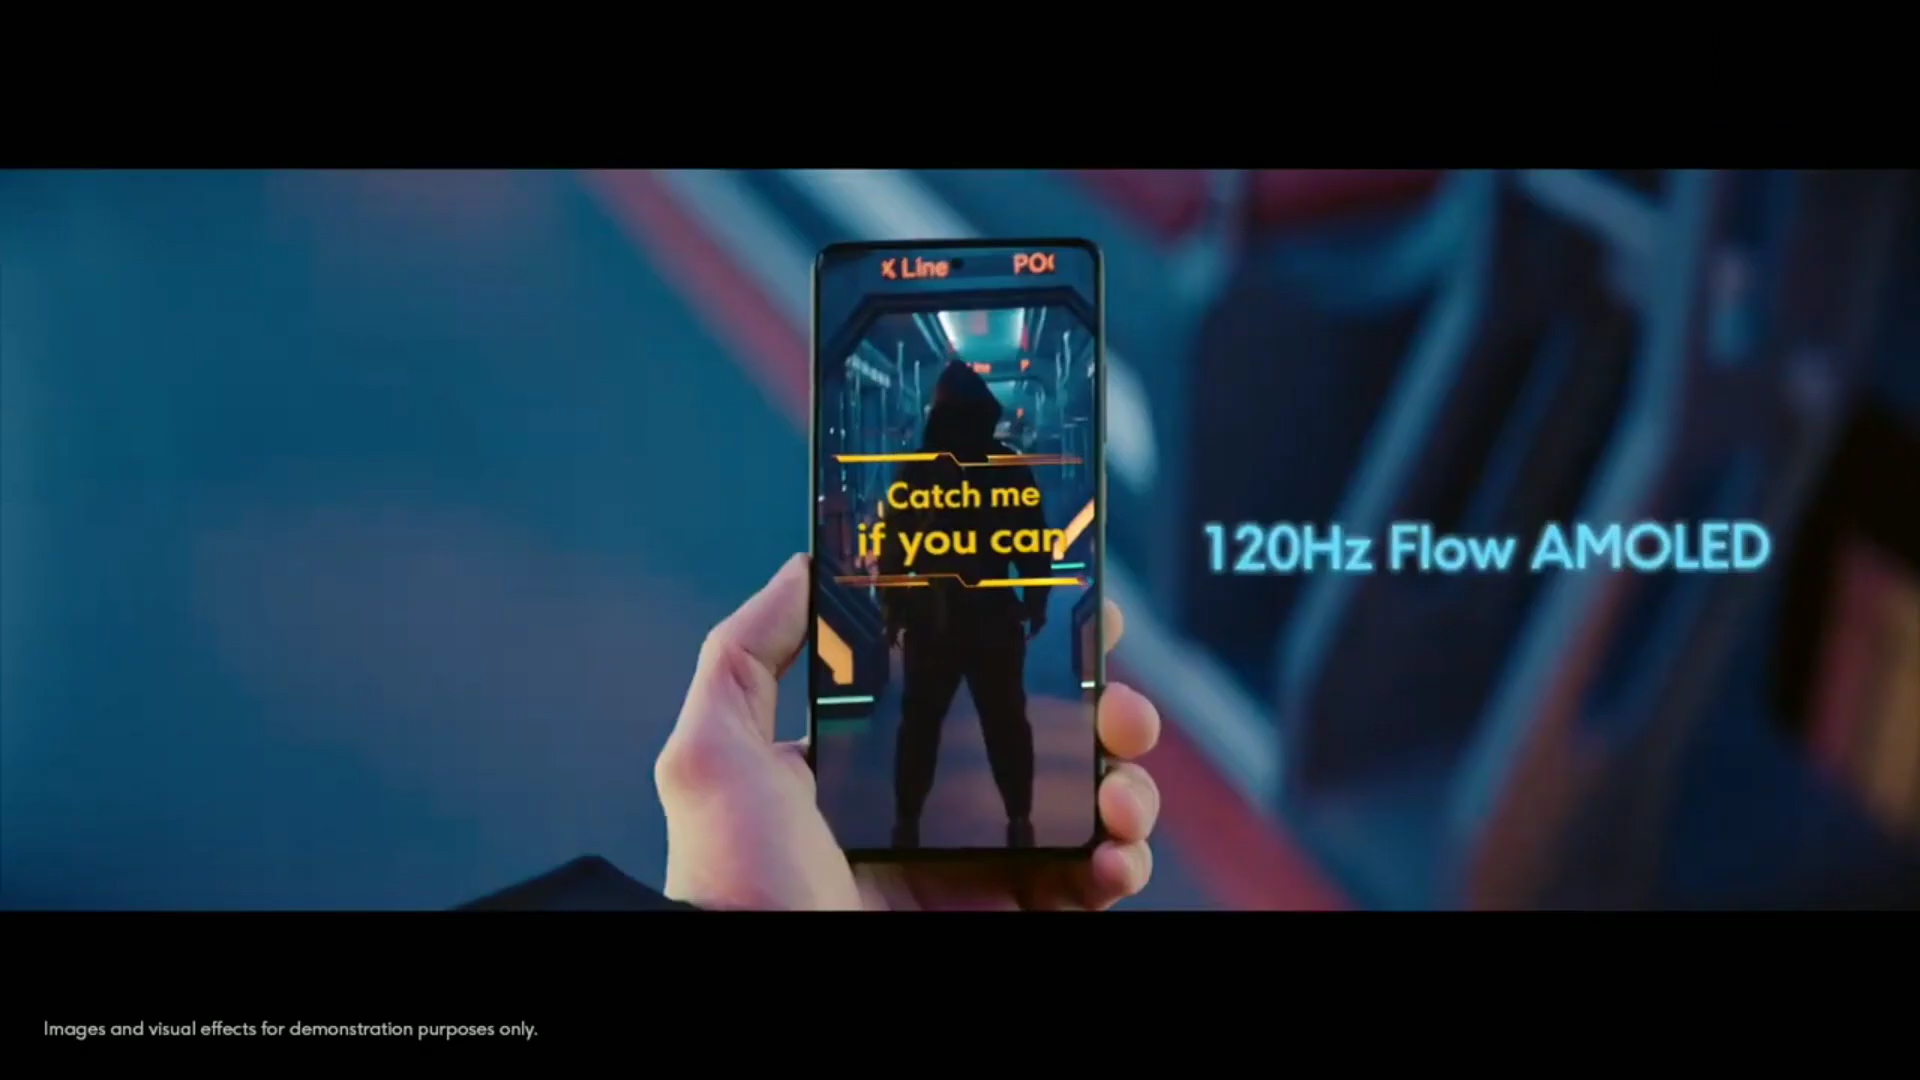 X Line
Catch me
if you can
120Hz Flow AMOLED
Images and visual effects for demonstration purposes only.